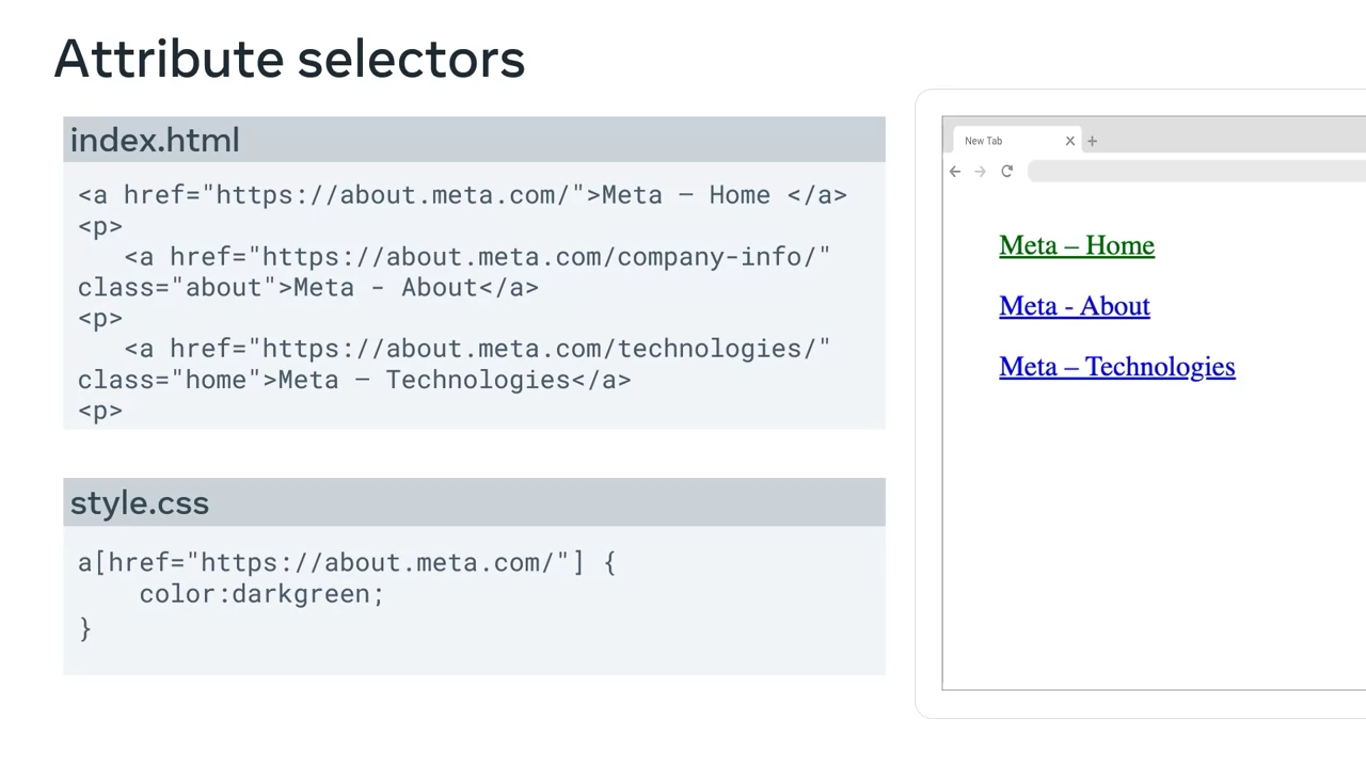 Attribute selectors
index.html
<a href="https://about.meta.com/">Meta – Home </a>
<p>
   <a href="https://about.meta.com/company-info/"
class="about">Meta - About</a>
<p>
   <a href="https://about.meta.com/technologies/"
class="home">Meta – Technologies</a>
<p>
style.css
a[href="https://about.meta.com/"] {
    color:darkgreen;
}
New Tab
Meta – Home
Meta - About
Meta – Technologies